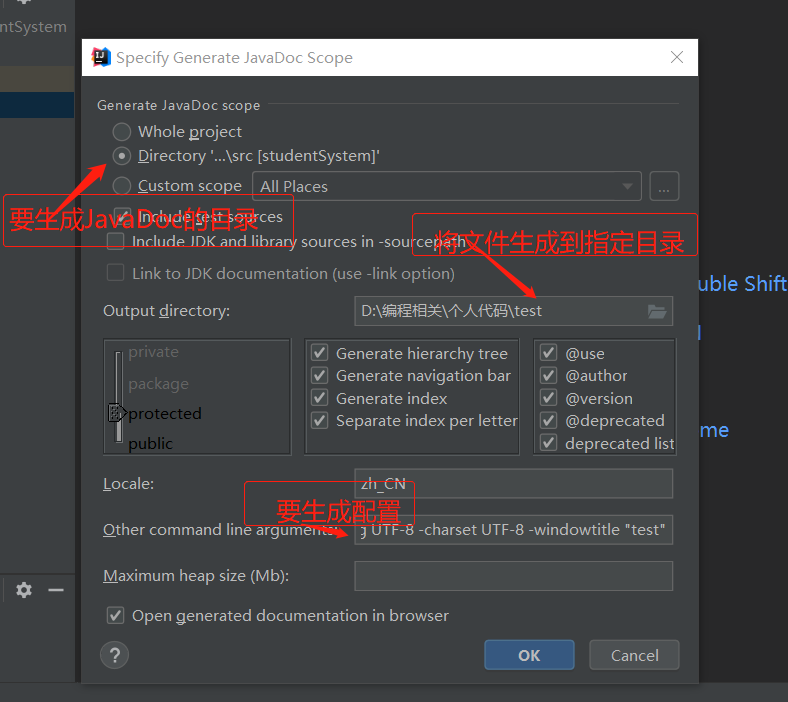 ntSystem
Specify Generate JavaDoc Scope
Generate JavaDoc scope
Whole project
Directory '...\src [studentSystem]'
Custom scope
All Places
...
Include test sources
要生成JavaDoc的目录
Include JDK and library sources in -sourcepath
将文件生成到指定目录
Link to JDK documentation (use -link option)
uble Shift
Output directory:
D:\编程相关\个人代码\test
private
package
protected
public
Generate hierarchy tree
Generate navigation bar
Generate index
Separate index per letter
@use
@author
@version
@deprecated
deprecated list
me
Locale:
zh_CN
要生成配置
Other command line arguments:
g UTF-8 -charset UTF-8 -windowtitle "test"
Maximum heap size (Mb):
Open generated documentation in browser
?
OK
Cancel